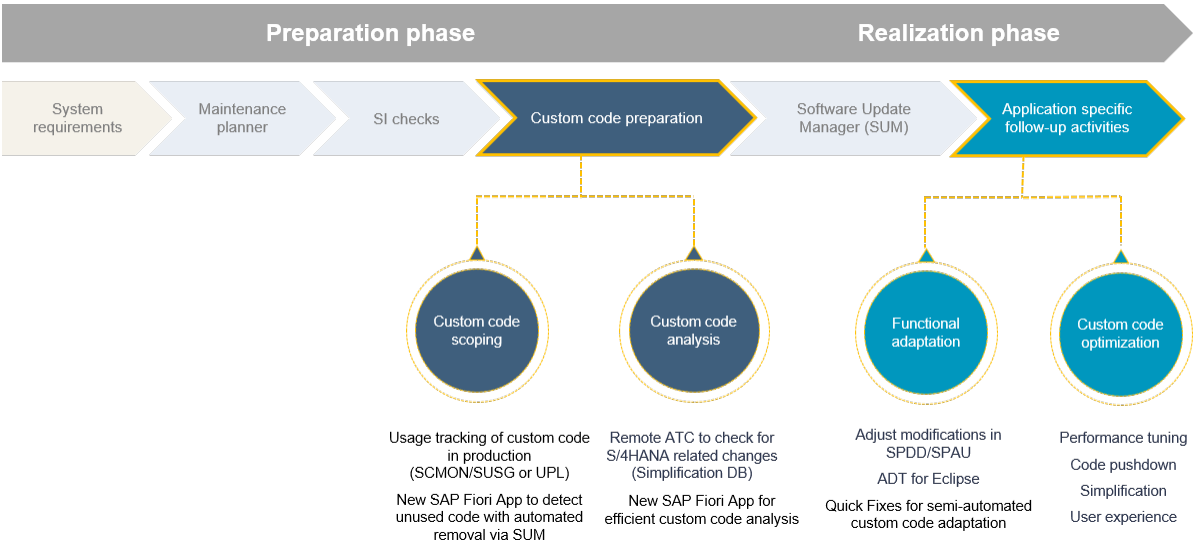 Preparation phase
Realization phase
System
requirements
Maintenance
planner
SI checks
Custom code preparation
Software Update
Manager (SUM)
Application specific
follow-up activities
Custom code
scoping
Custom code
analysis
Functional
adaptation
Custom code
optimization
Usage tracking of custom code
in production
(SCMON/SUSG or UPL)
New SAP Fiori App to detect
unused code with automated
removal via SUM
Remote ATC to check for
S/4HANA related changes
(Simplification DB)
New SAP Fiori App for
efficient custom code analysis
Adjust modifications in
SPDD/SPAU
ADT for Eclipse
Quick Fixes for semi-automated
custom code adaptation
Performance tuning
Code pushdown
Simplification
User experience